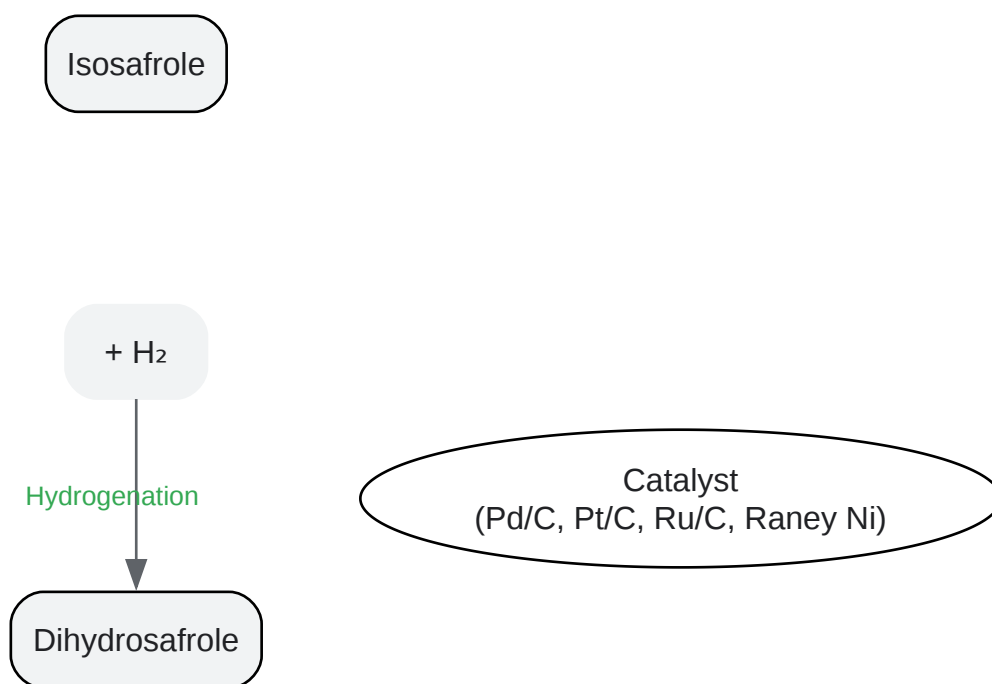 Isosafrole
+ H₂
Hydrogenation
Catalyst
(Pd/C, Pt/C, Ru/C, Raney Ni)
Dihydrosafrole